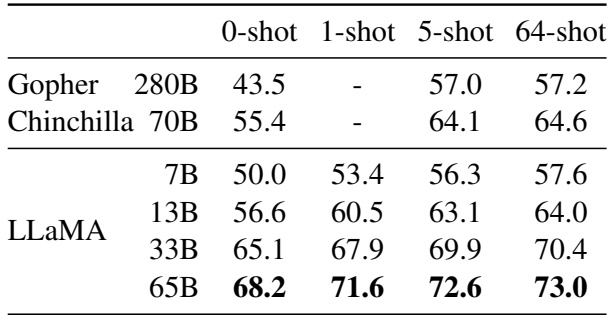 0-shot 1-shot 5-shot 64-shot
Gopher 280B 43.5 - 57.0 57.2
Chinchilla 70B 55.4 - 64.1 64.6
7B 50.0 53.4 56.3 57.6
13B 56.6 60.5 63.1 64.0
LLaMA
33B 65.1 67.9 69.9 70.4
65B 68.2 71.6 72.6 73.0